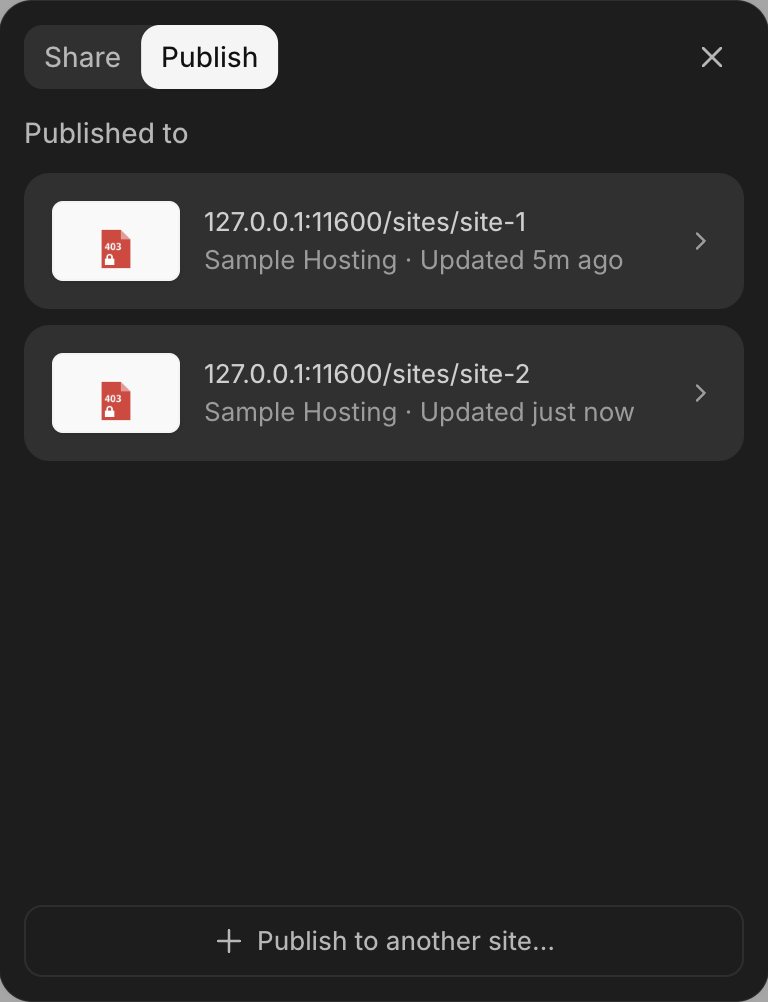 Share
Publish
Published to
403
127.0.0.1:11600/sites/site-1
Sample Hosting · Updated 5m ago
403
127.0.0.1:11600/sites/site-2
Sample Hosting · Updated just now
Publish to another site...